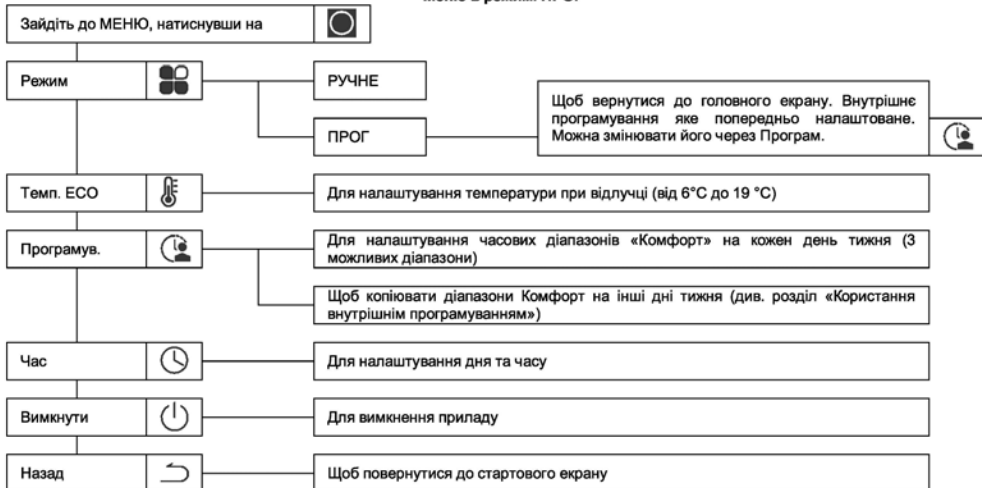 Зайдіть до МЕНЮ, натиснувши на
Режим
РУЧНЕ
ПРОГ
Щоб вернутися до головного екрану. Внутрішнє
програмування яке попередньо налаштоване.
Можна змінювати його через Програм.
Темп. ECO
Для налаштування температури при відлучці (від 6°C до 19 °C)
Програмув.
Для налаштування часових діапазонів «Комфорт» на кожен день тижня (3
можливих діапазони)
Щоб копіювати діапазони Комфорт на інші дні тижня (див. розділ «Користання
внутрішнім програмуванням»)
Час
Для налаштування дня та часу
Вимкнути
Для вимкнення приладу
Назад
Щоб повернутися до стартового екрану